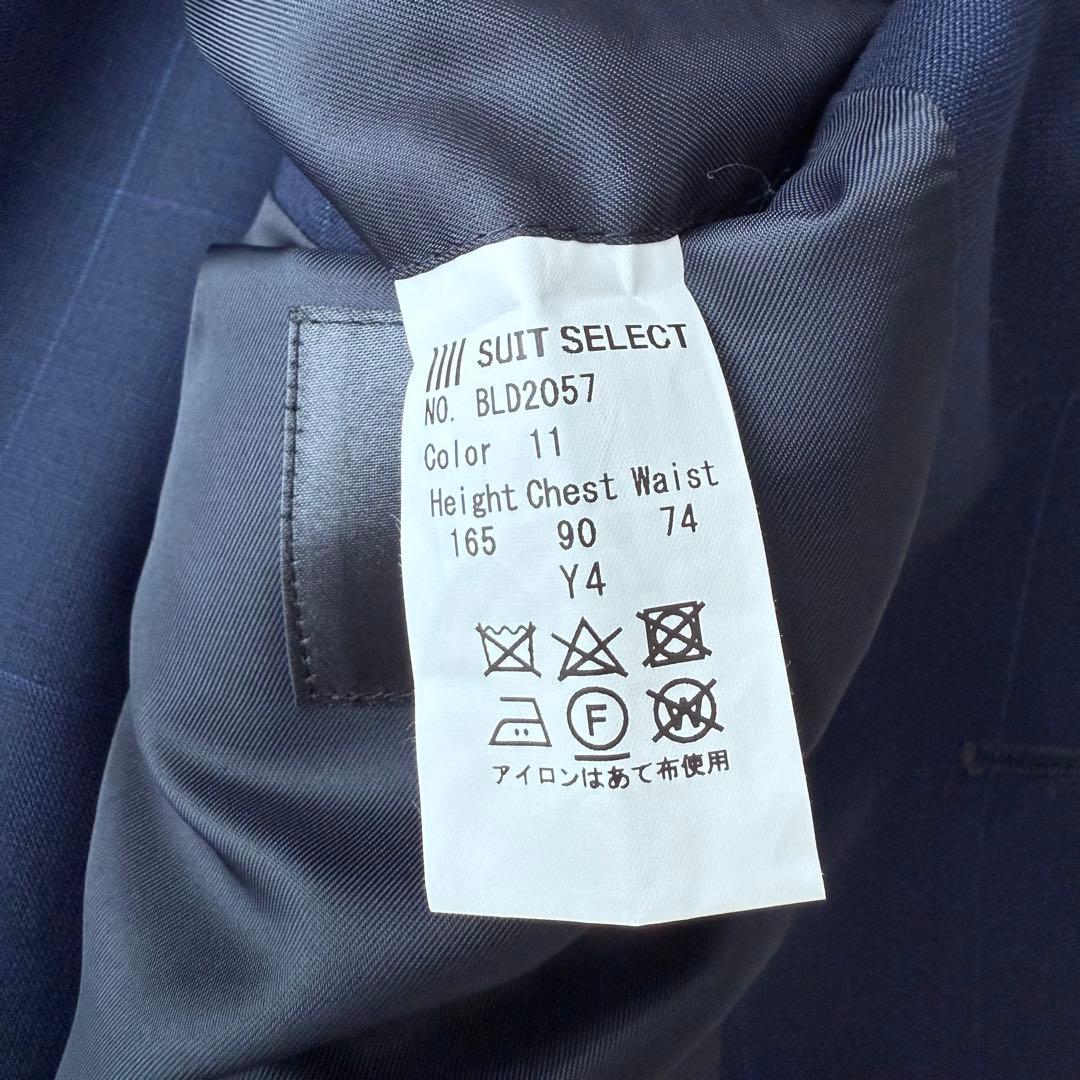 SUIT SELECT
NO. BLD2057
Color 11
Height Chest Waist
165 90 74
Y4
F W
アイロンはあて布使用